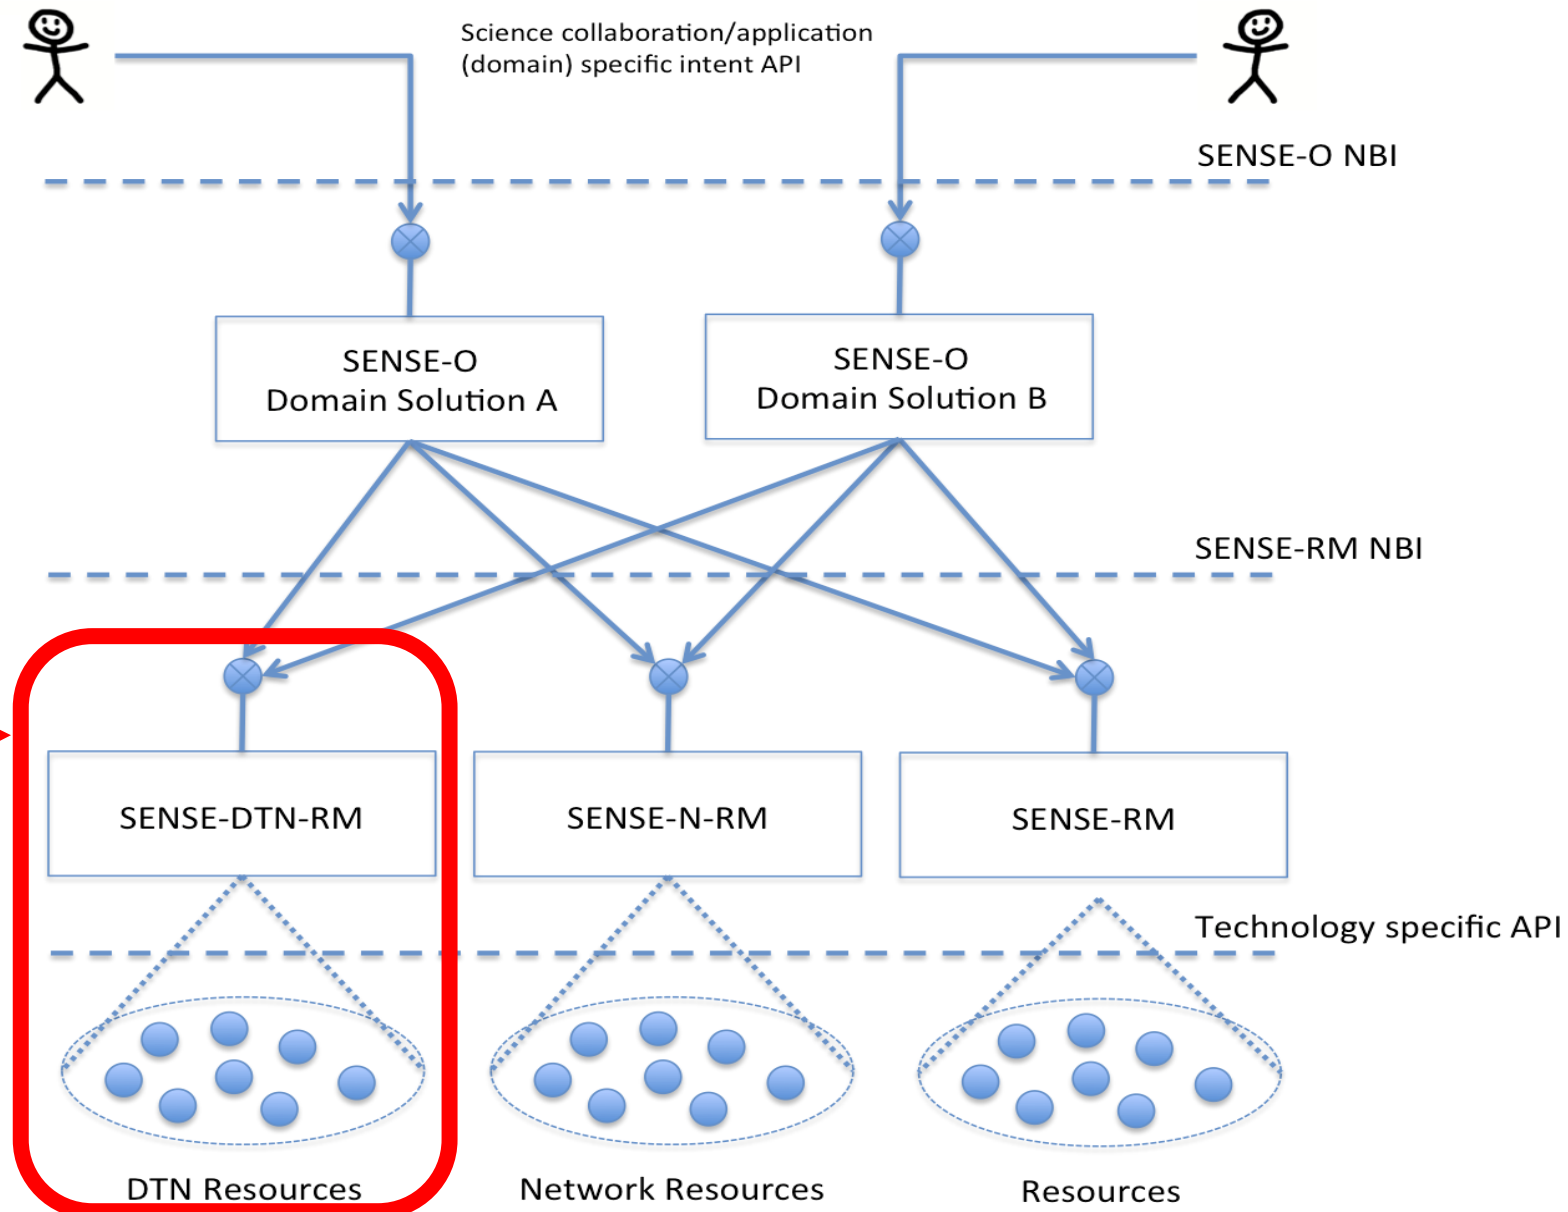 Science collaboration/application
(domain) specific intent API
SENSE-O NBI
SENSE-O
Domain Solution A
SENSE-O
Domain Solution B
SENSE-RM NBI
SENSE-DTN-RM
SENSE-N-RM
SENSE-RM
Technology specific API
DTN Resources
Network Resources
Resources